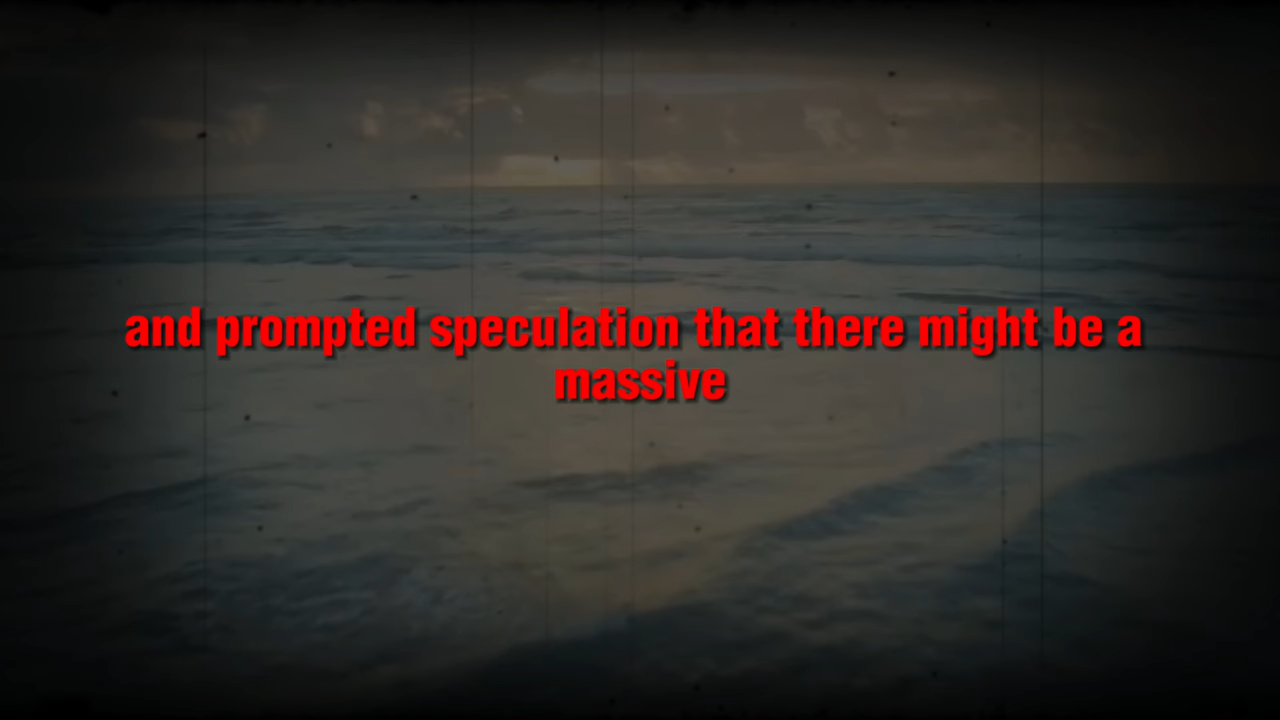 and prompted speculation that there might be a
massive